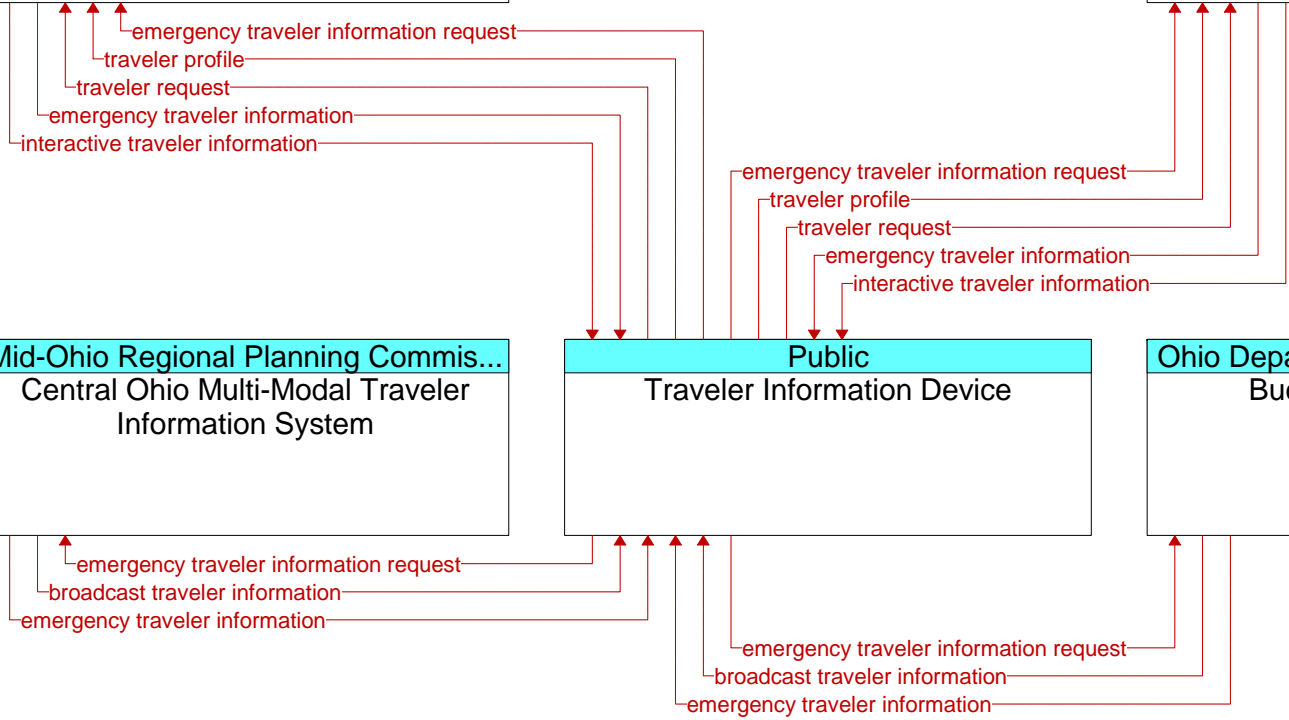 emergency traveler information request
traveler profile
traveler request
emergency traveler information
interactive traveler information
emergency traveler information request
traveler profile
traveler request
emergency traveler information
interactive traveler information
Mid-Ohio Regional Planning Commis...
Central Ohio Multi-Modal Traveler
Information System
Public
Traveler Information Device
Ohio Depa
Bu
emergency traveler information request
broadcast traveler information
emergency traveler information
emergency traveler information request
broadcast traveler information
emergency traveler information